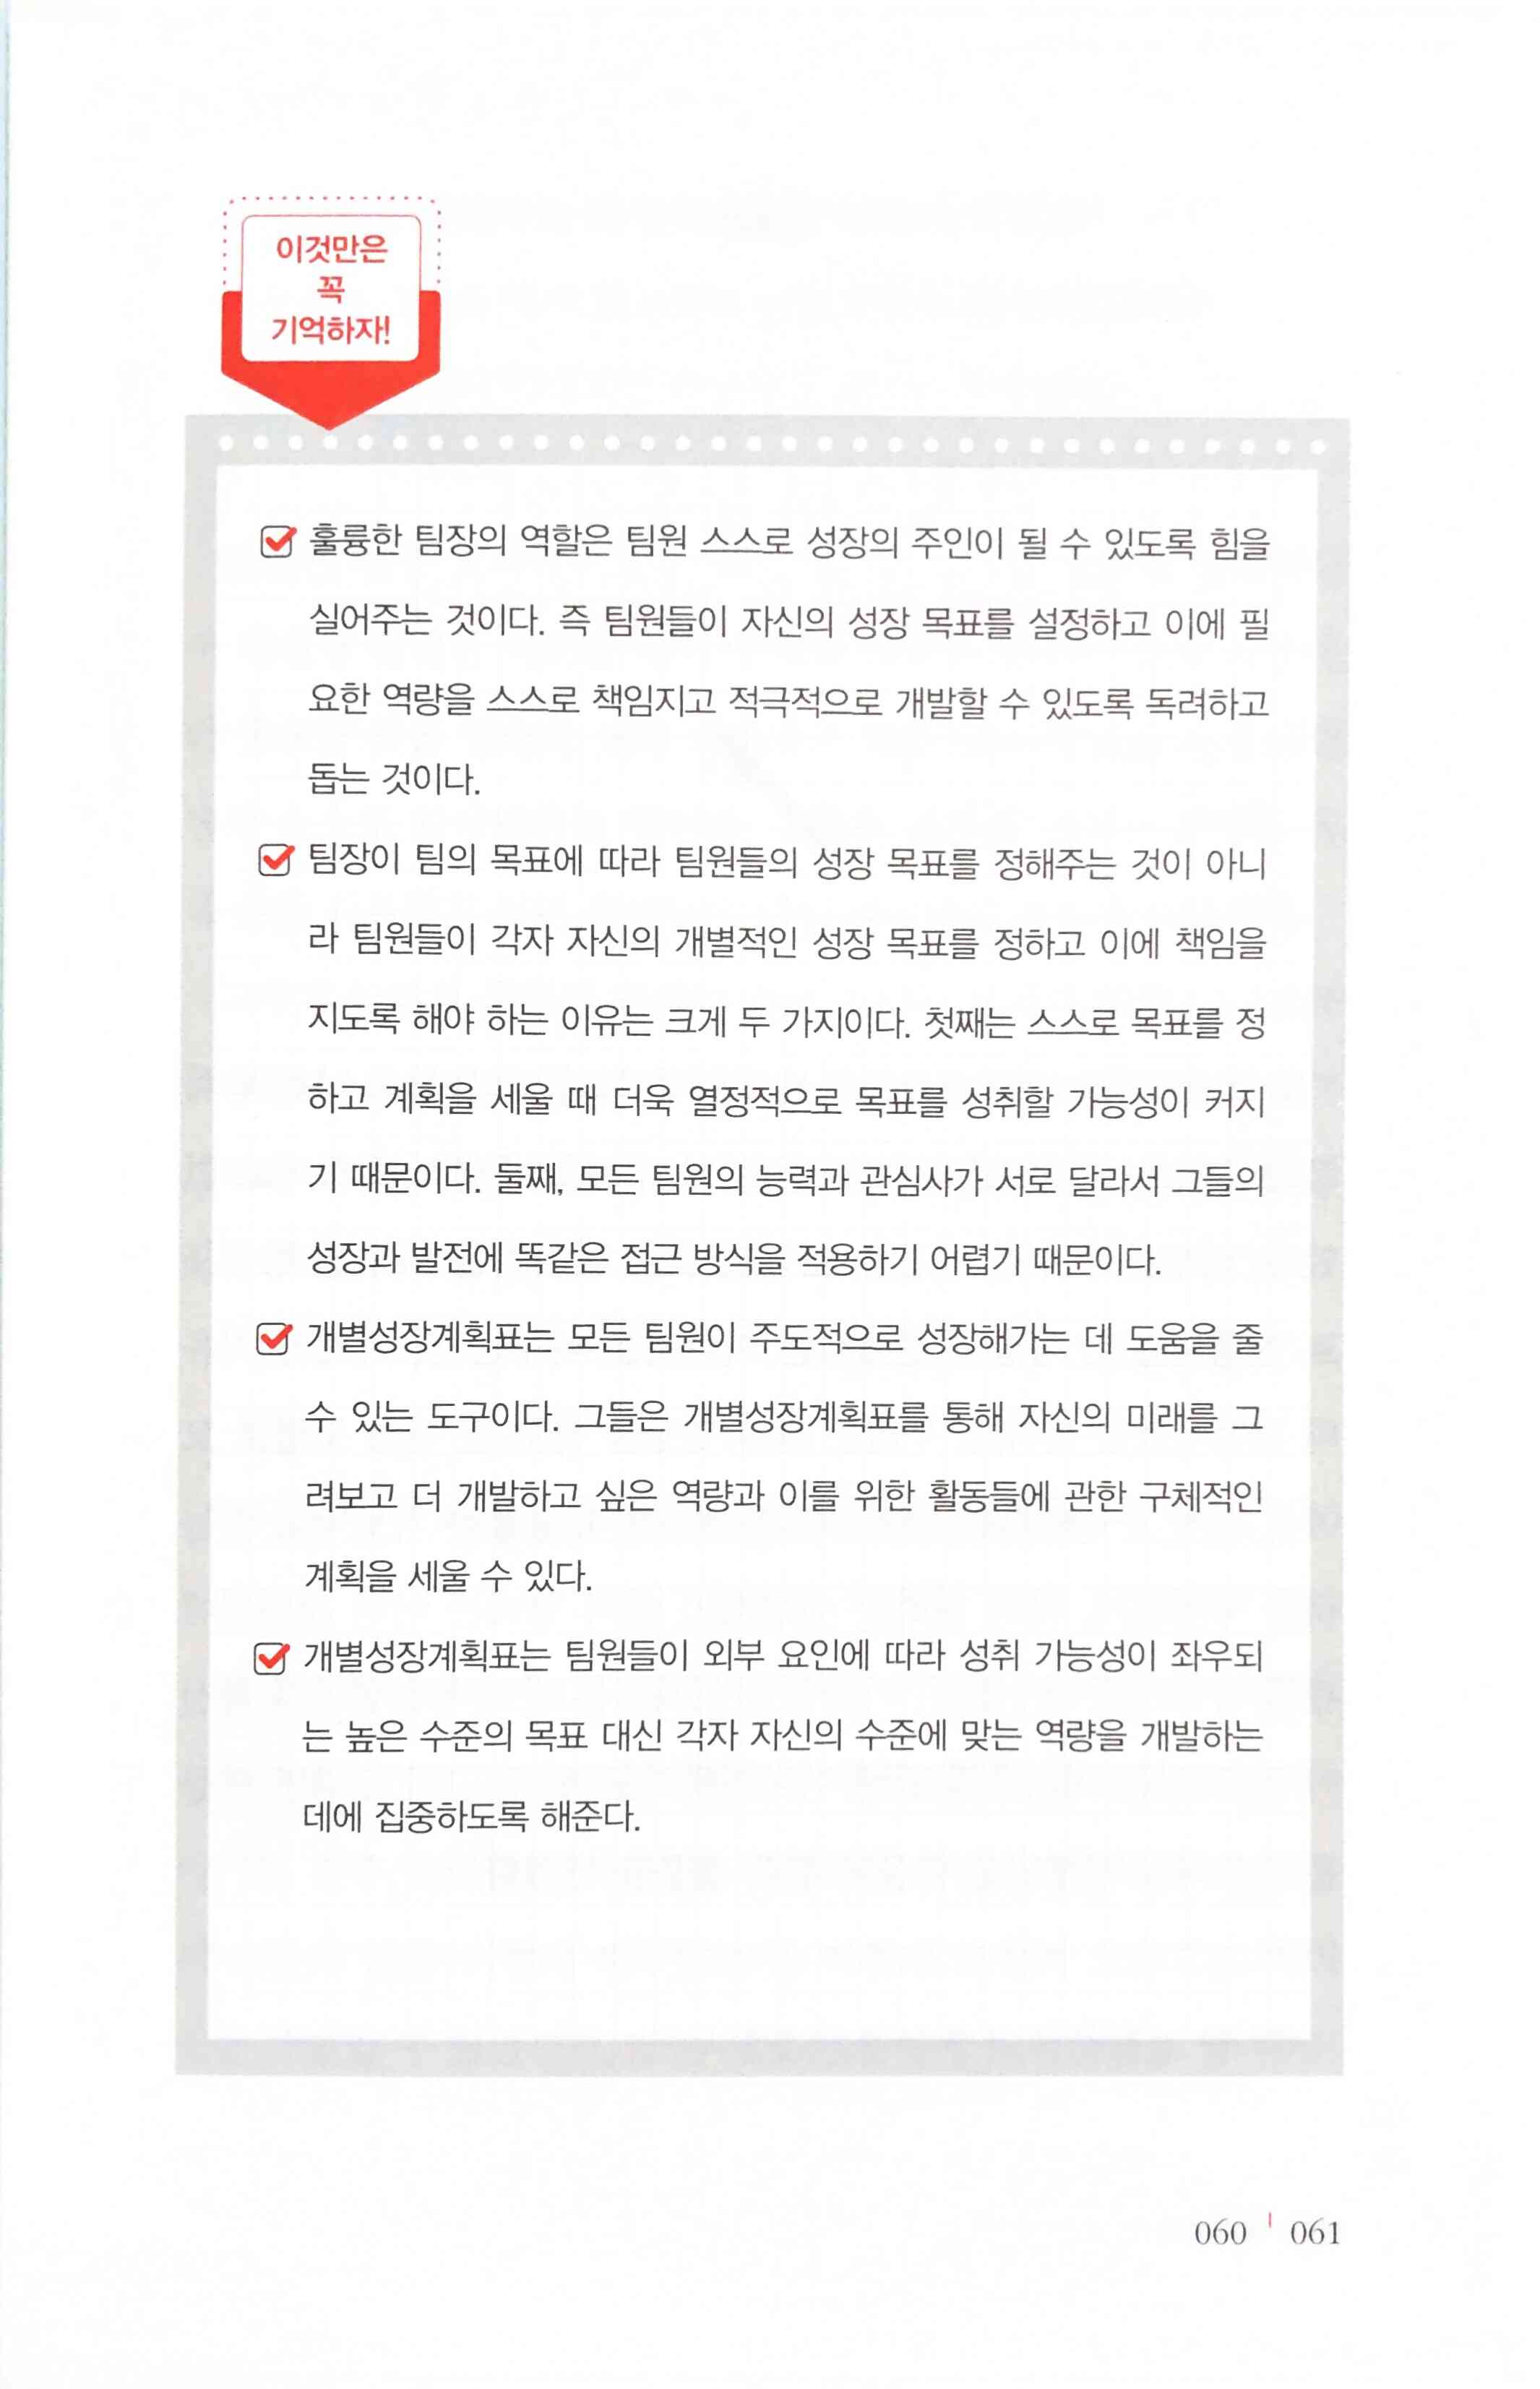 이것만은
꼭
기억하자!
훌륭한 팀장의 역할은 팀원 스스로 성장의 주인이 될 수 있도록 힘을
실어주는 것이다. 즉 팀원들이 자신의 성장 목표를 설정하고 이에 필
요한 역량을 스스로 책임지고 적극적으로 개발할 수 있도록 독려하고
돕는 것이다.
팀장이 팀의 목표에 따라 팀원들의 성장 목표를 정해주는 것이 아니
라 팀원들이 각자 자신의 개별적인 성장 목표를 정하고 이에 책임을
지도록 해야 하는 이유는 크게 두 가지이다. 첫째는 스스로 목표를 정
하고 계획을 세울 때 더욱 열정적으로 목표를 성취할 가능성이 커지
기 때문이다. 둘째, 모든 팀원의 능력과 관심사가 서로 달라서 그들의
성장과 발전에 똑같은 접근 방식을 적용하기 어렵기 때문이다.
개별성장계획표는 모든 팀원이 주도적으로 성장해가는 데 도움을 줄
수 있는 도구이다. 그들은 개별성장계획표를 통해 자신의 미래를 그
려보고 더 개발하고 싶은 역량과 이를 위한 활동들에 관한 구체적인
계획을 세울 수 있다.
개별성장계획표는 팀원들이 외부 요인에 따라 성취 가능성이 좌우되
는 높은 수준의 목표 대신 각자 자신의 수준에 맞는 역량을 개발하는
데에 집중하도록 해준다.
060 | 061